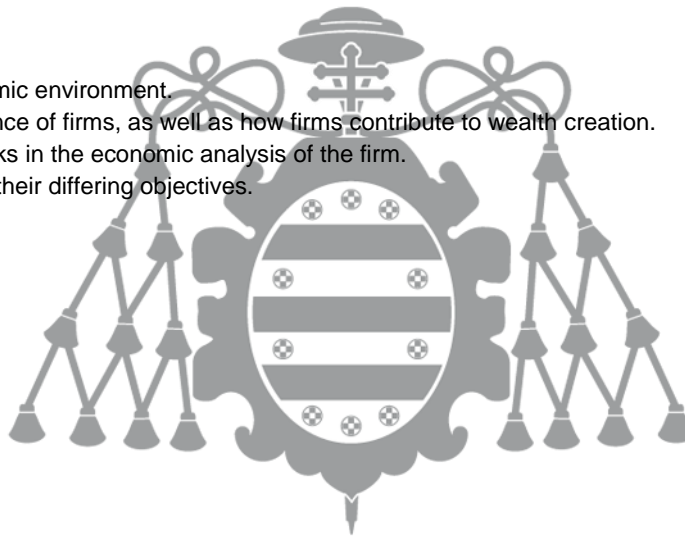 mic environment.
nce of firms, as well as how firms contribute to wealth creation.
ks in the economic analysis of the firm.
their differing objectives.